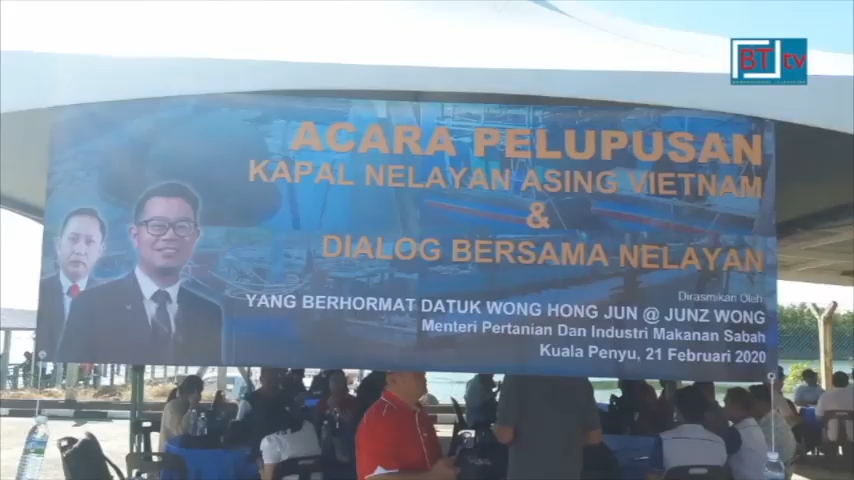 BT tv
ACARA PELUPUSAN
KAPAL NELAYAN ASING VIETNAM
&
DIALOG BERSAMA NELAYAN
Dirasmikan Oleh
YANG BERHORMAT DATUK WONG HONG JUN @ JUNZ WONG
Menteri Pertanian Dan Industri Makanan Sabah
Kuala Penyu, 21 Februari 2020